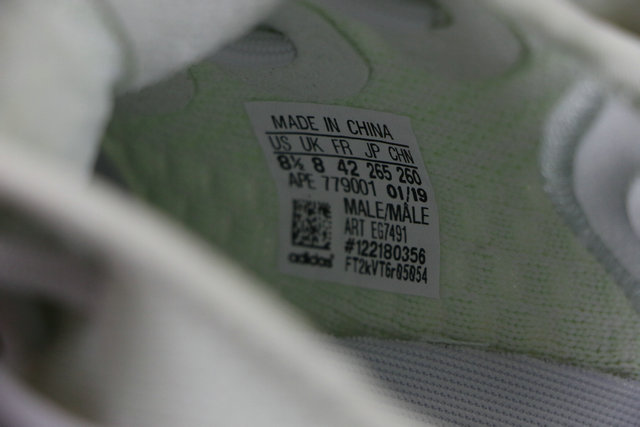 MADE IN CHINA
US UK FR JP CHN
8½ 8 42 265 260
APE 779001 01/19
MALE/MÂLE
ART EG7491
#122180356
FT2kVTGr05054
adidas